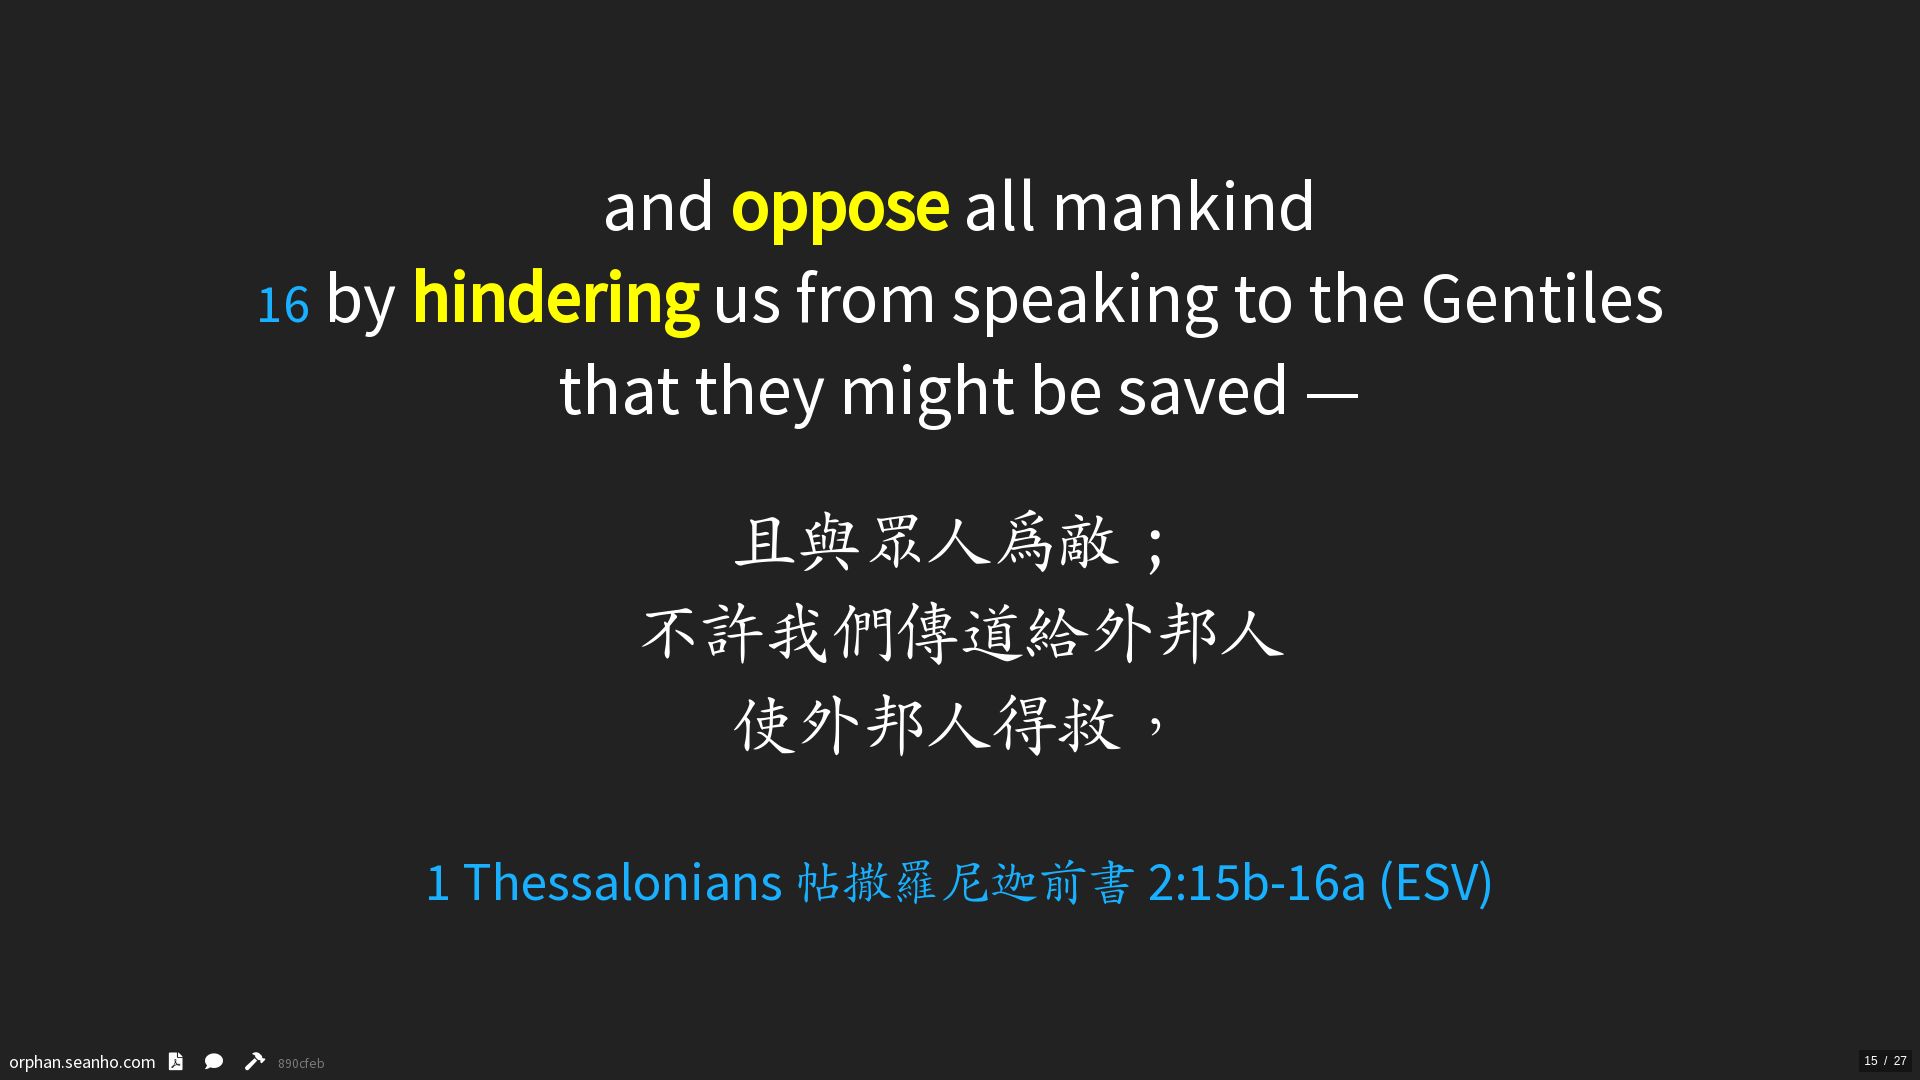 and oppose all mankind
16 by hindering us from speaking to the Gentiles
that they might be saved —
且與眾人爲敵；
不許我們傳道給外邦人
使外邦人得救，
1 Thessalonians 帖撒羅尼迦前書 2:15b-16a (ESV)
orphan.seanho.com 890cfeb
15 / 27